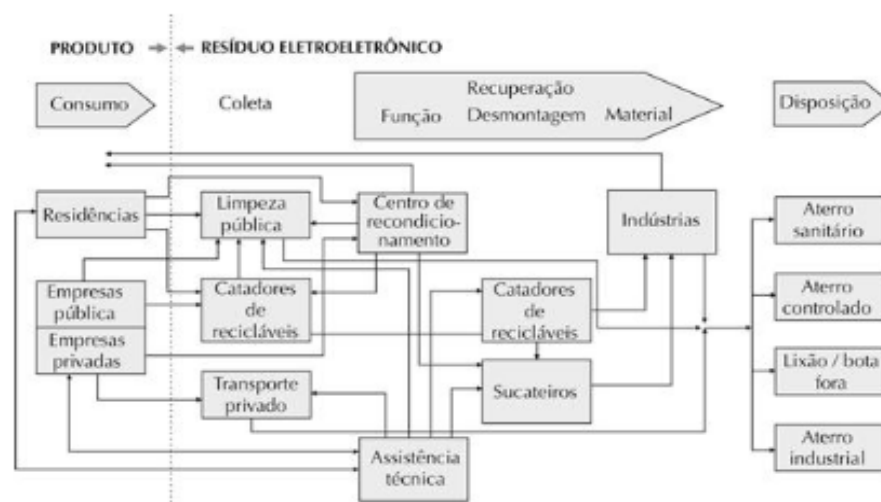 PRODUTO
RESÍDUO ELETROELETRÔNICO
Consumo
Coleta
Recuperação
Função Desmontagem Material
Disposição
Residências
Limpeza
pública
Centro de
recondicio-
namento
Indústrias
Aterro
sanitário
Empresas
pública
Empresas
privadas
Catadores
de
recicláveis
Catadores
de
recicláveis
Aterro
controlado
Transporte
privado
Sucateiros
Lixão / bota
fora
Assistência
técnica
Aterro
industrial